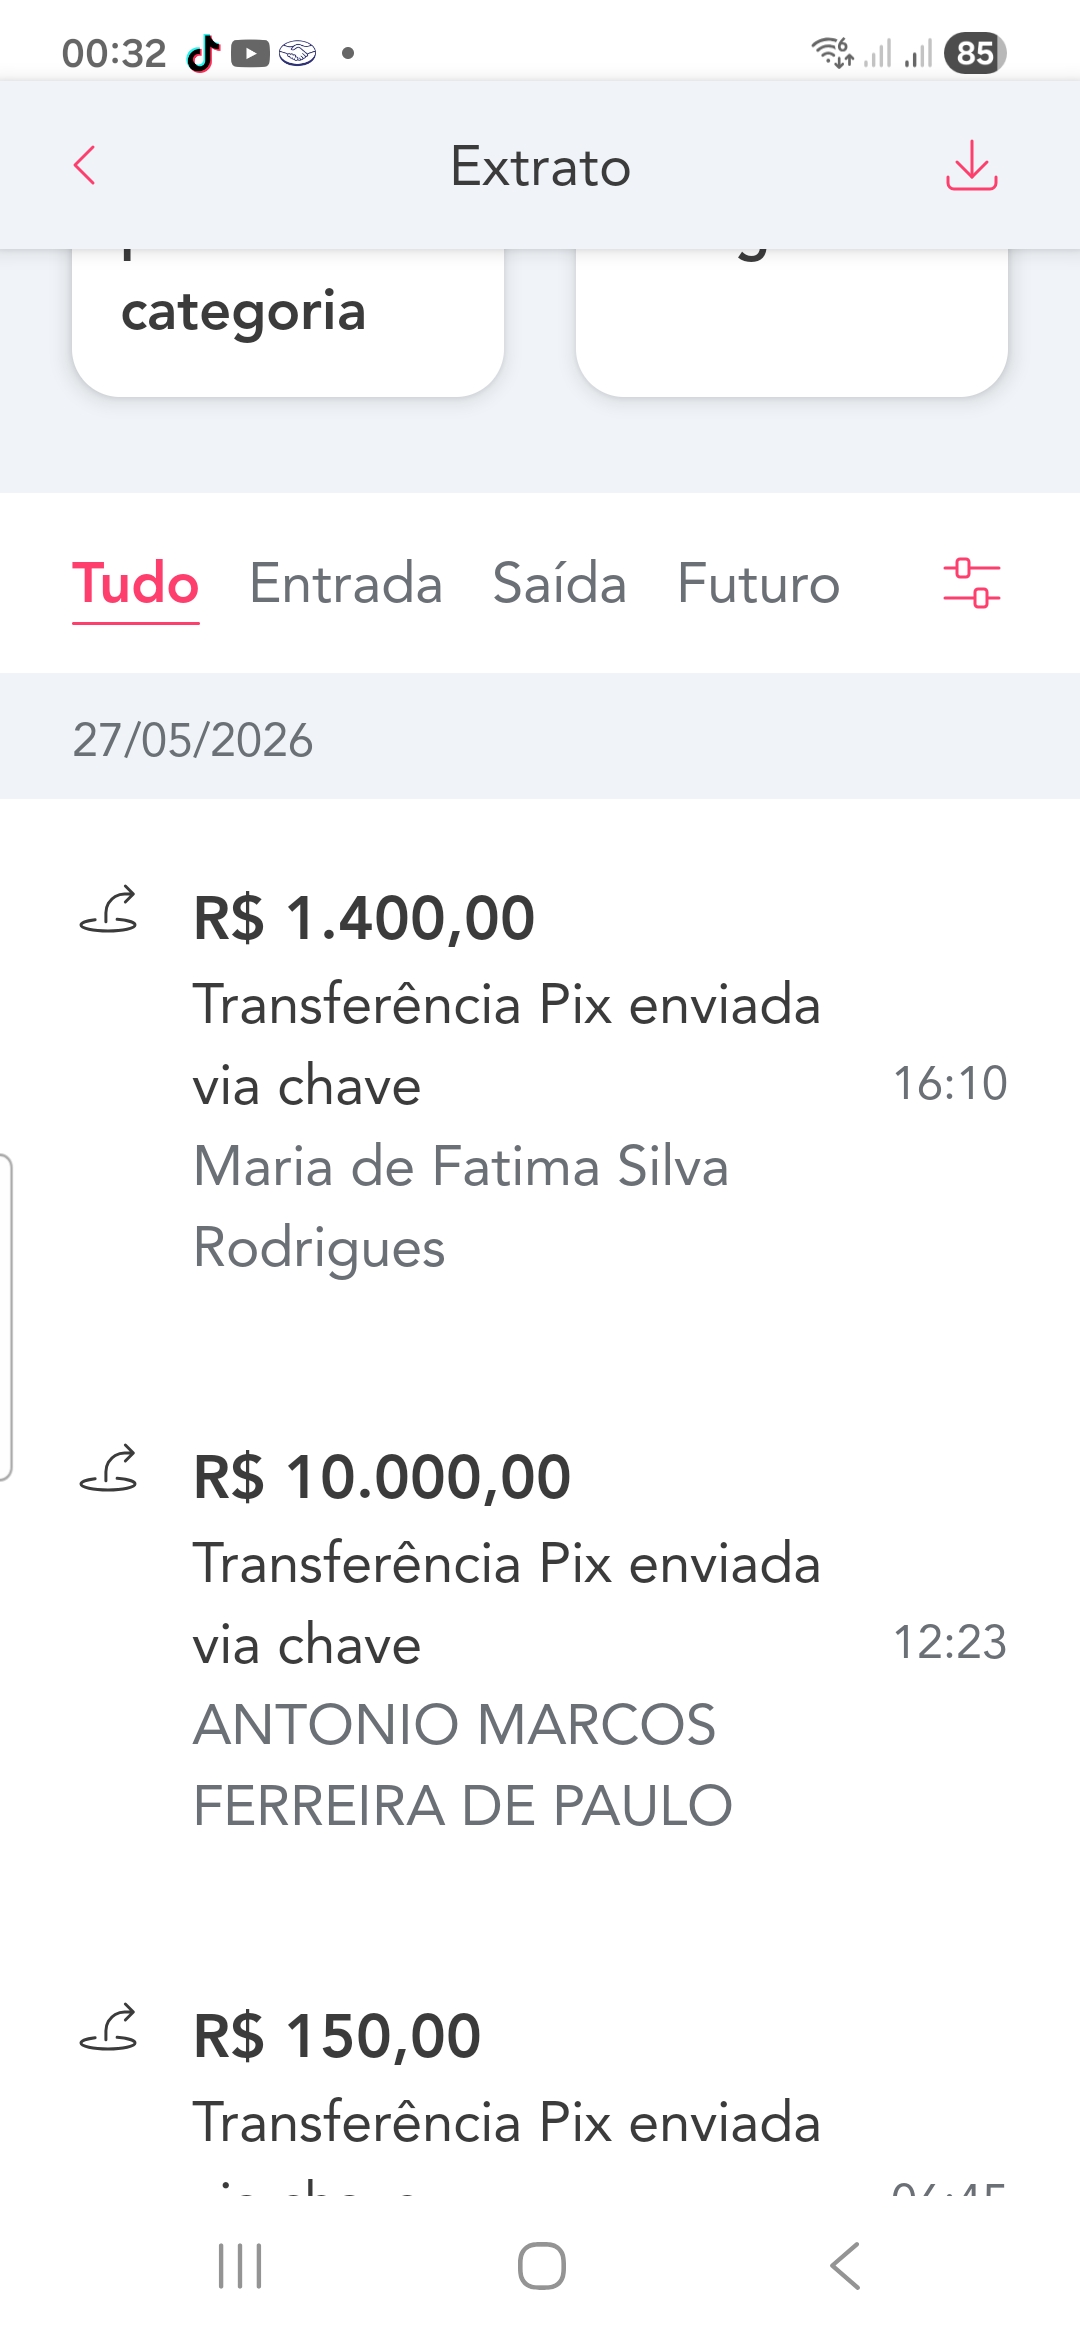 00:32
6
85
Extrato
categoria
Tudo Entrada Saída Futuro
27/05/2026
R$ 1.400,00
Transferência Pix enviada
via chave
16:10
Maria de Fatima Silva
Rodrigues
R$ 10.000,00
Transferência Pix enviada
via chave
12:23
ANTONIO MARCOS
FERREIRA DE PAULO
R$ 150,00
Transferência Pix enviada